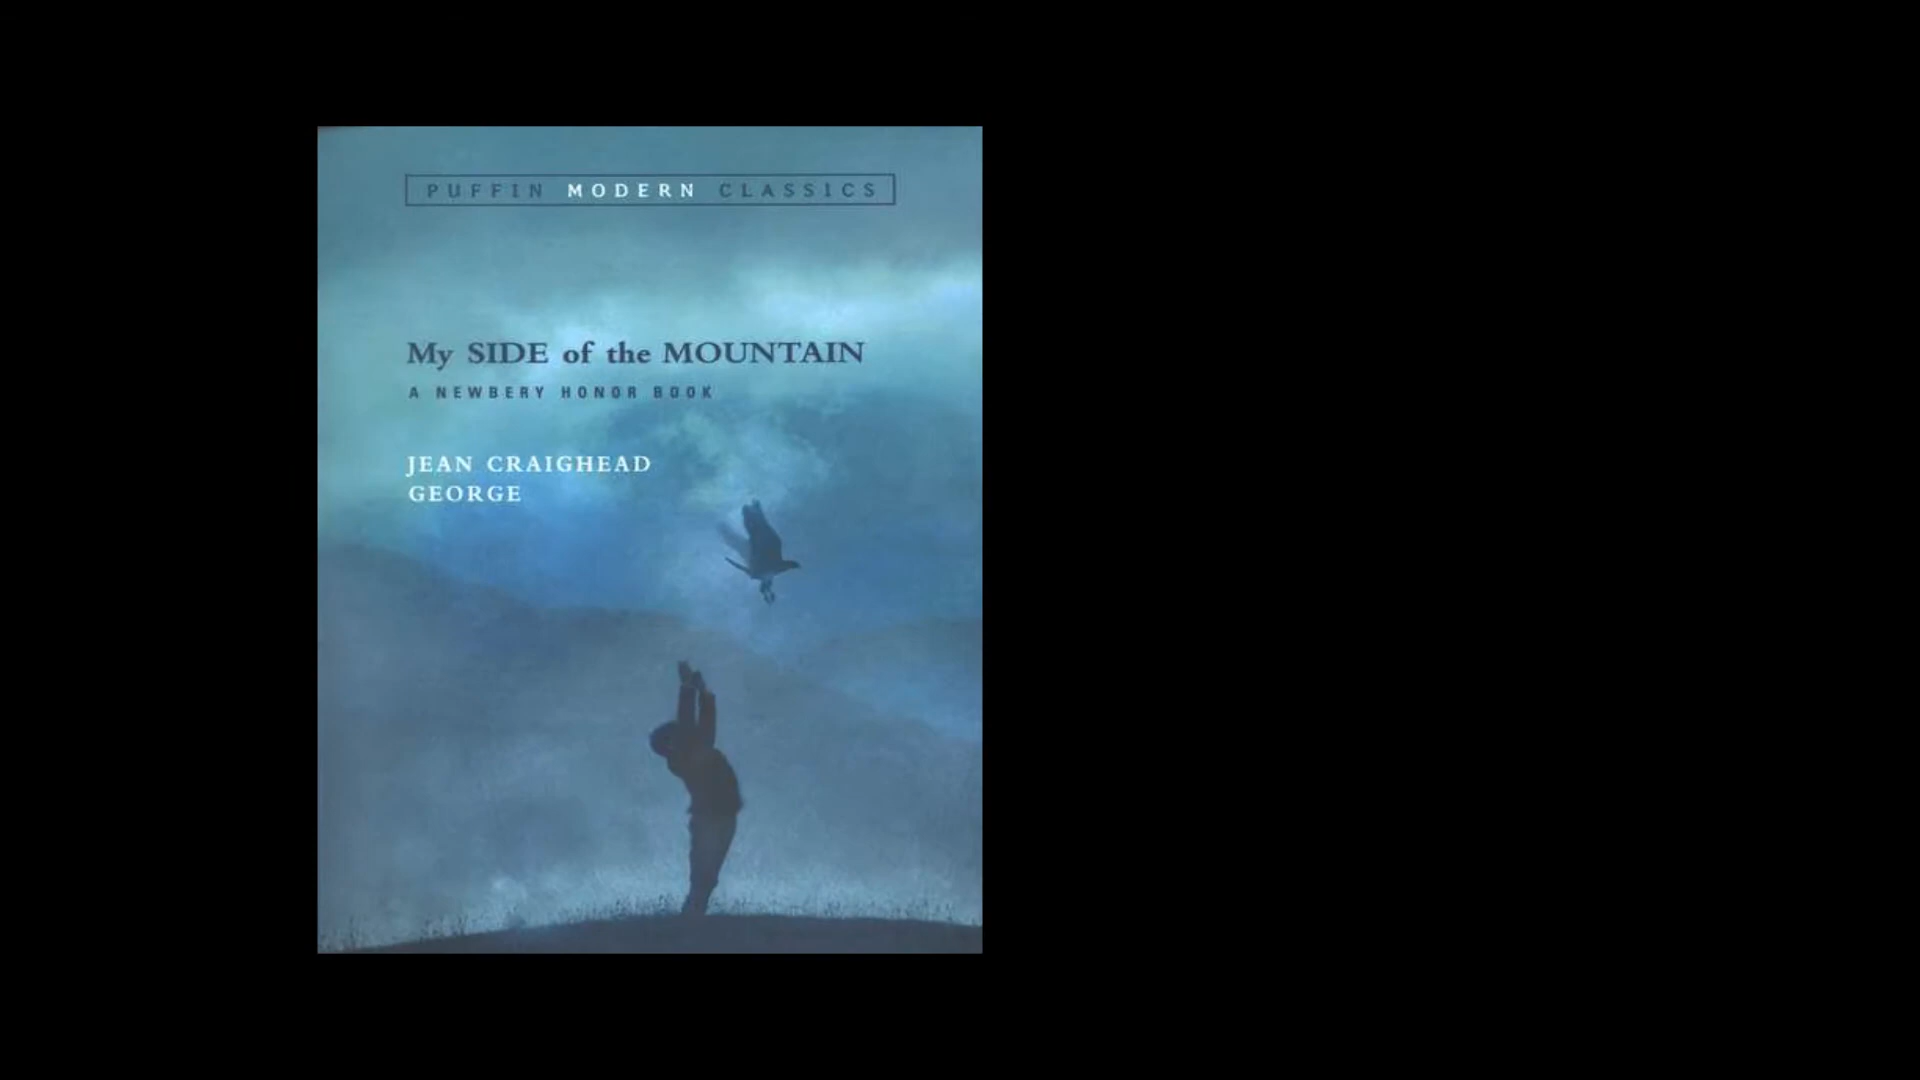 PUFFIN MODERN CLASSICS
My SIDE of the MOUNTAIN
A NEWBERY HONOR BOOK
JEAN CRAIGHEAD
GEORGE